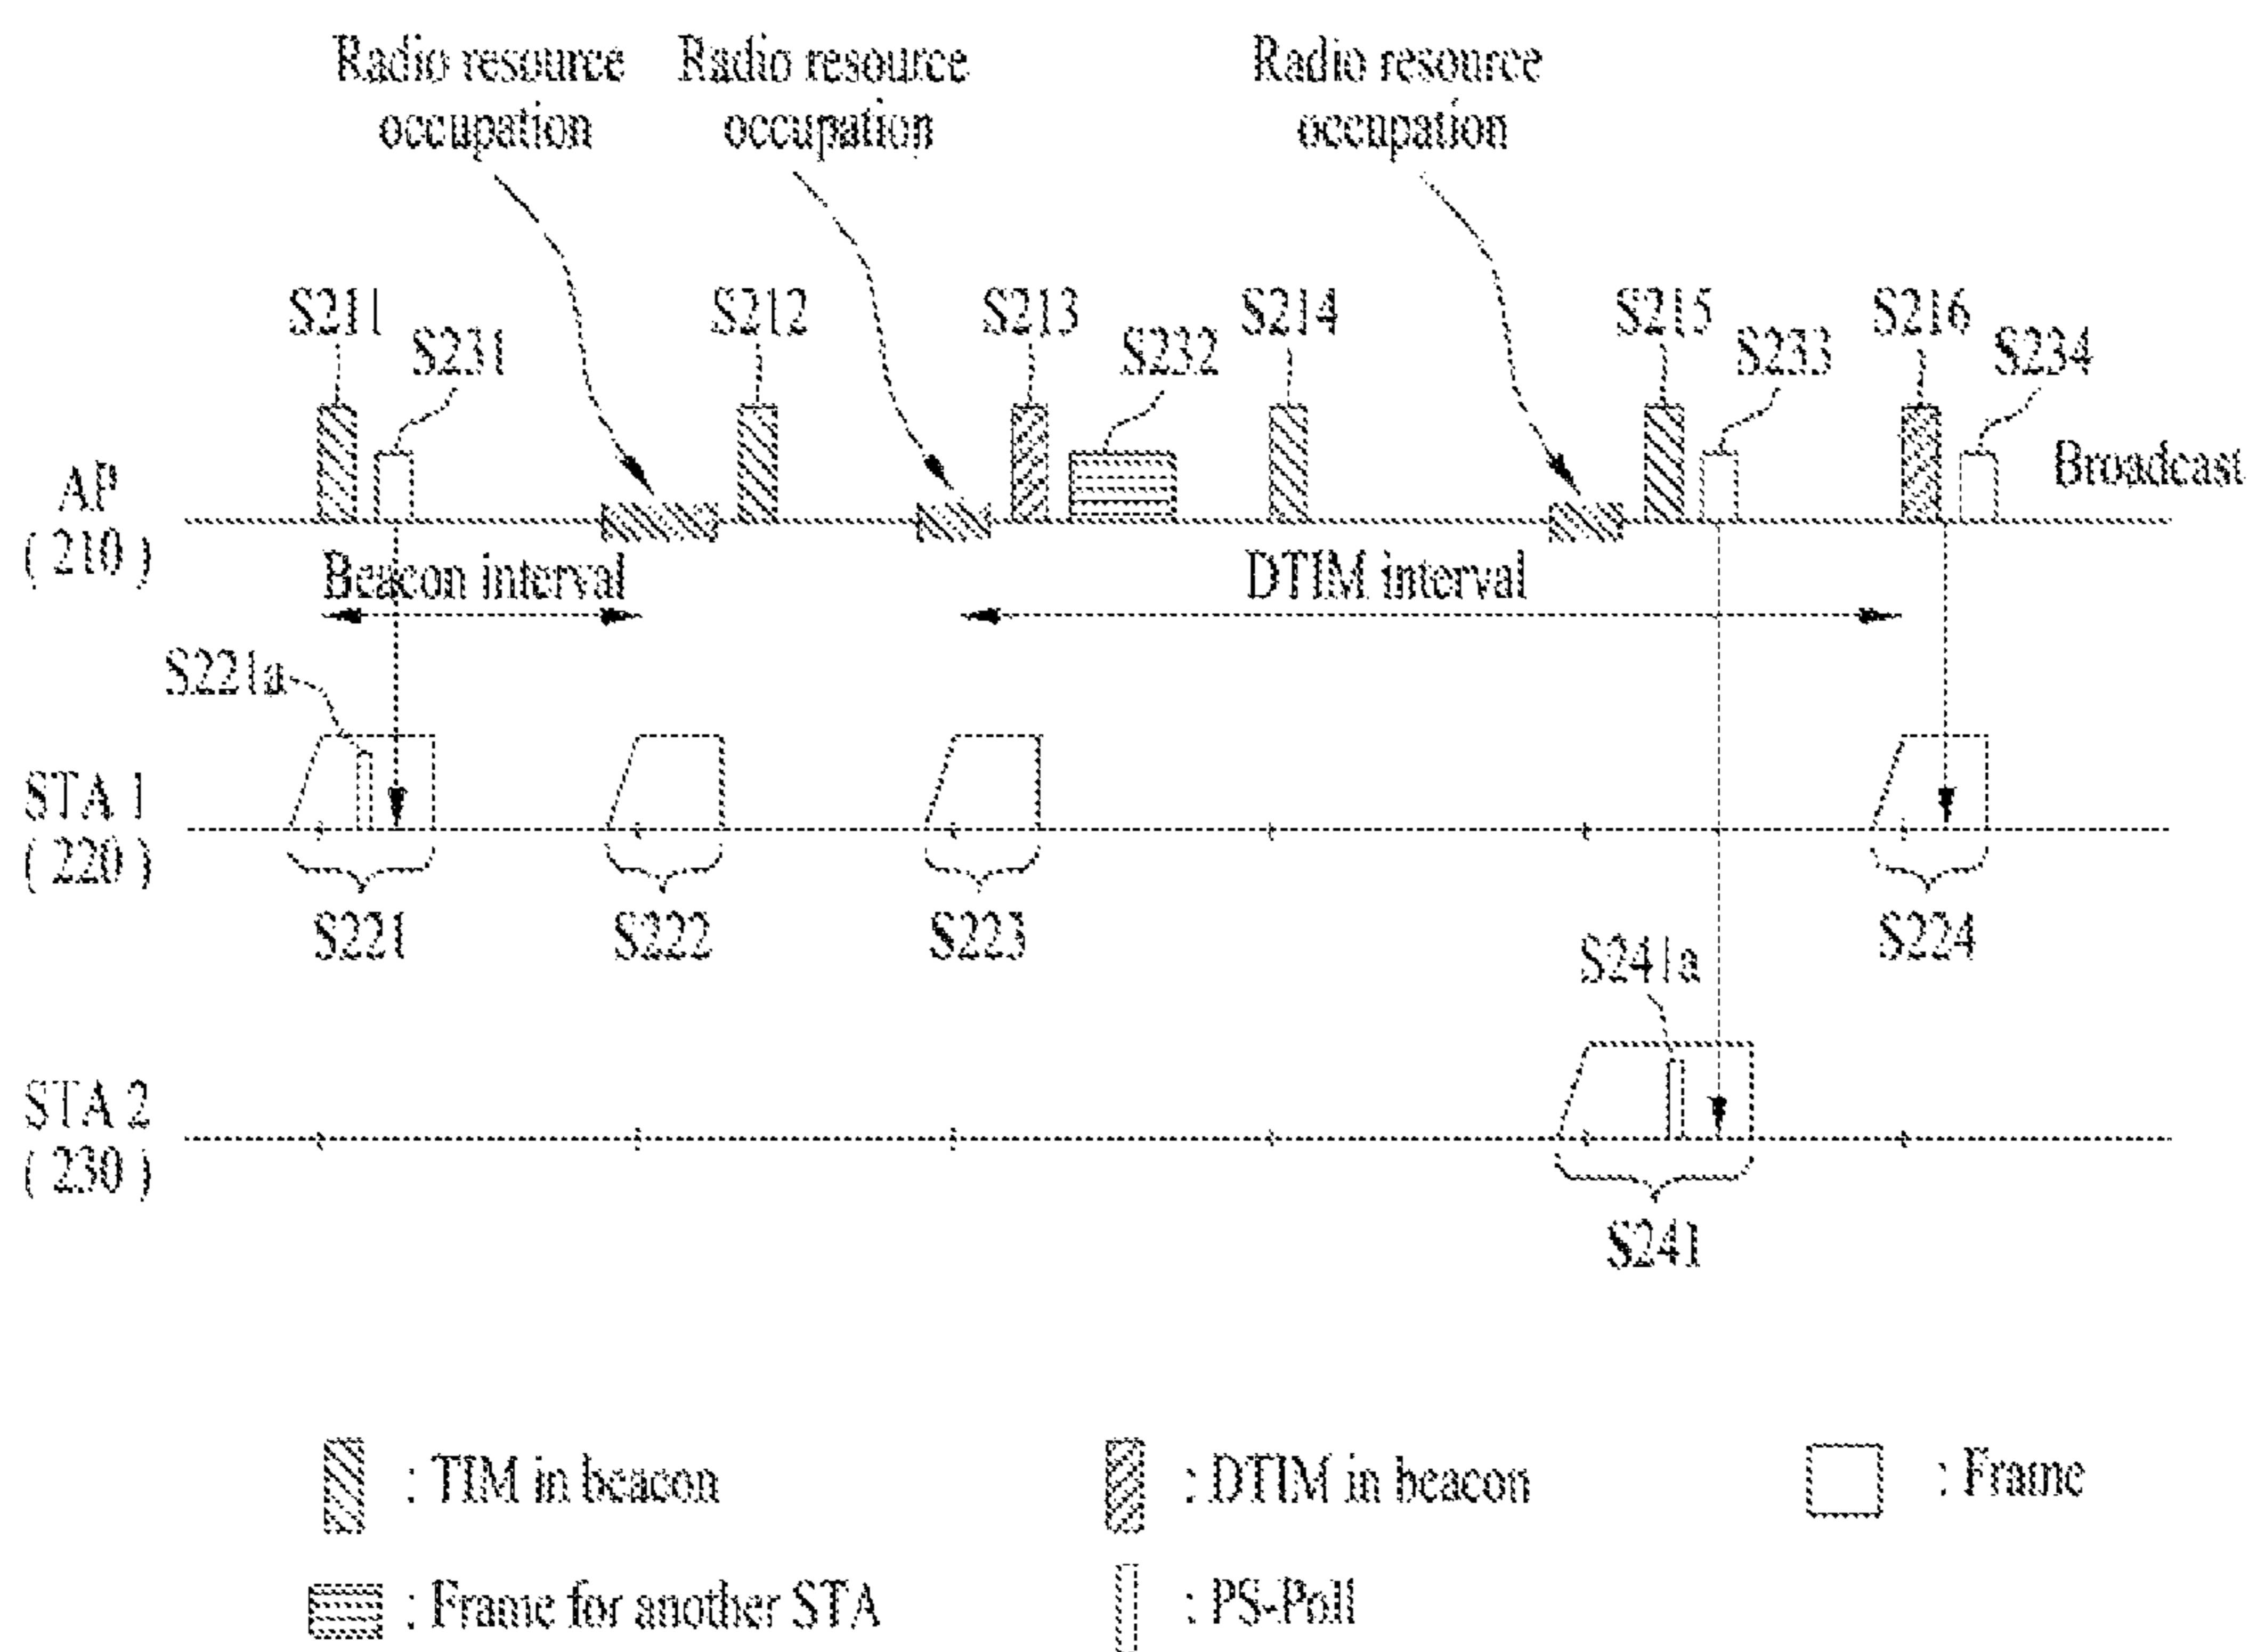 Radio resource
occupation
Radio resource
occupation
Radio resource
occupation
S211
S231
S212
S213
S232
S214
S215
S233
S216
S234
AP
( 210 )
Broadcast
Beacon interval
DTIM interval
S221a
STA 1
( 220 )
S221
S222
S223
S224
S241a
STA 2
( 230 )
S241
: TIM in beacon
: DTIM in beacon
: Frame
: Frame for another STA
: PS-Poll